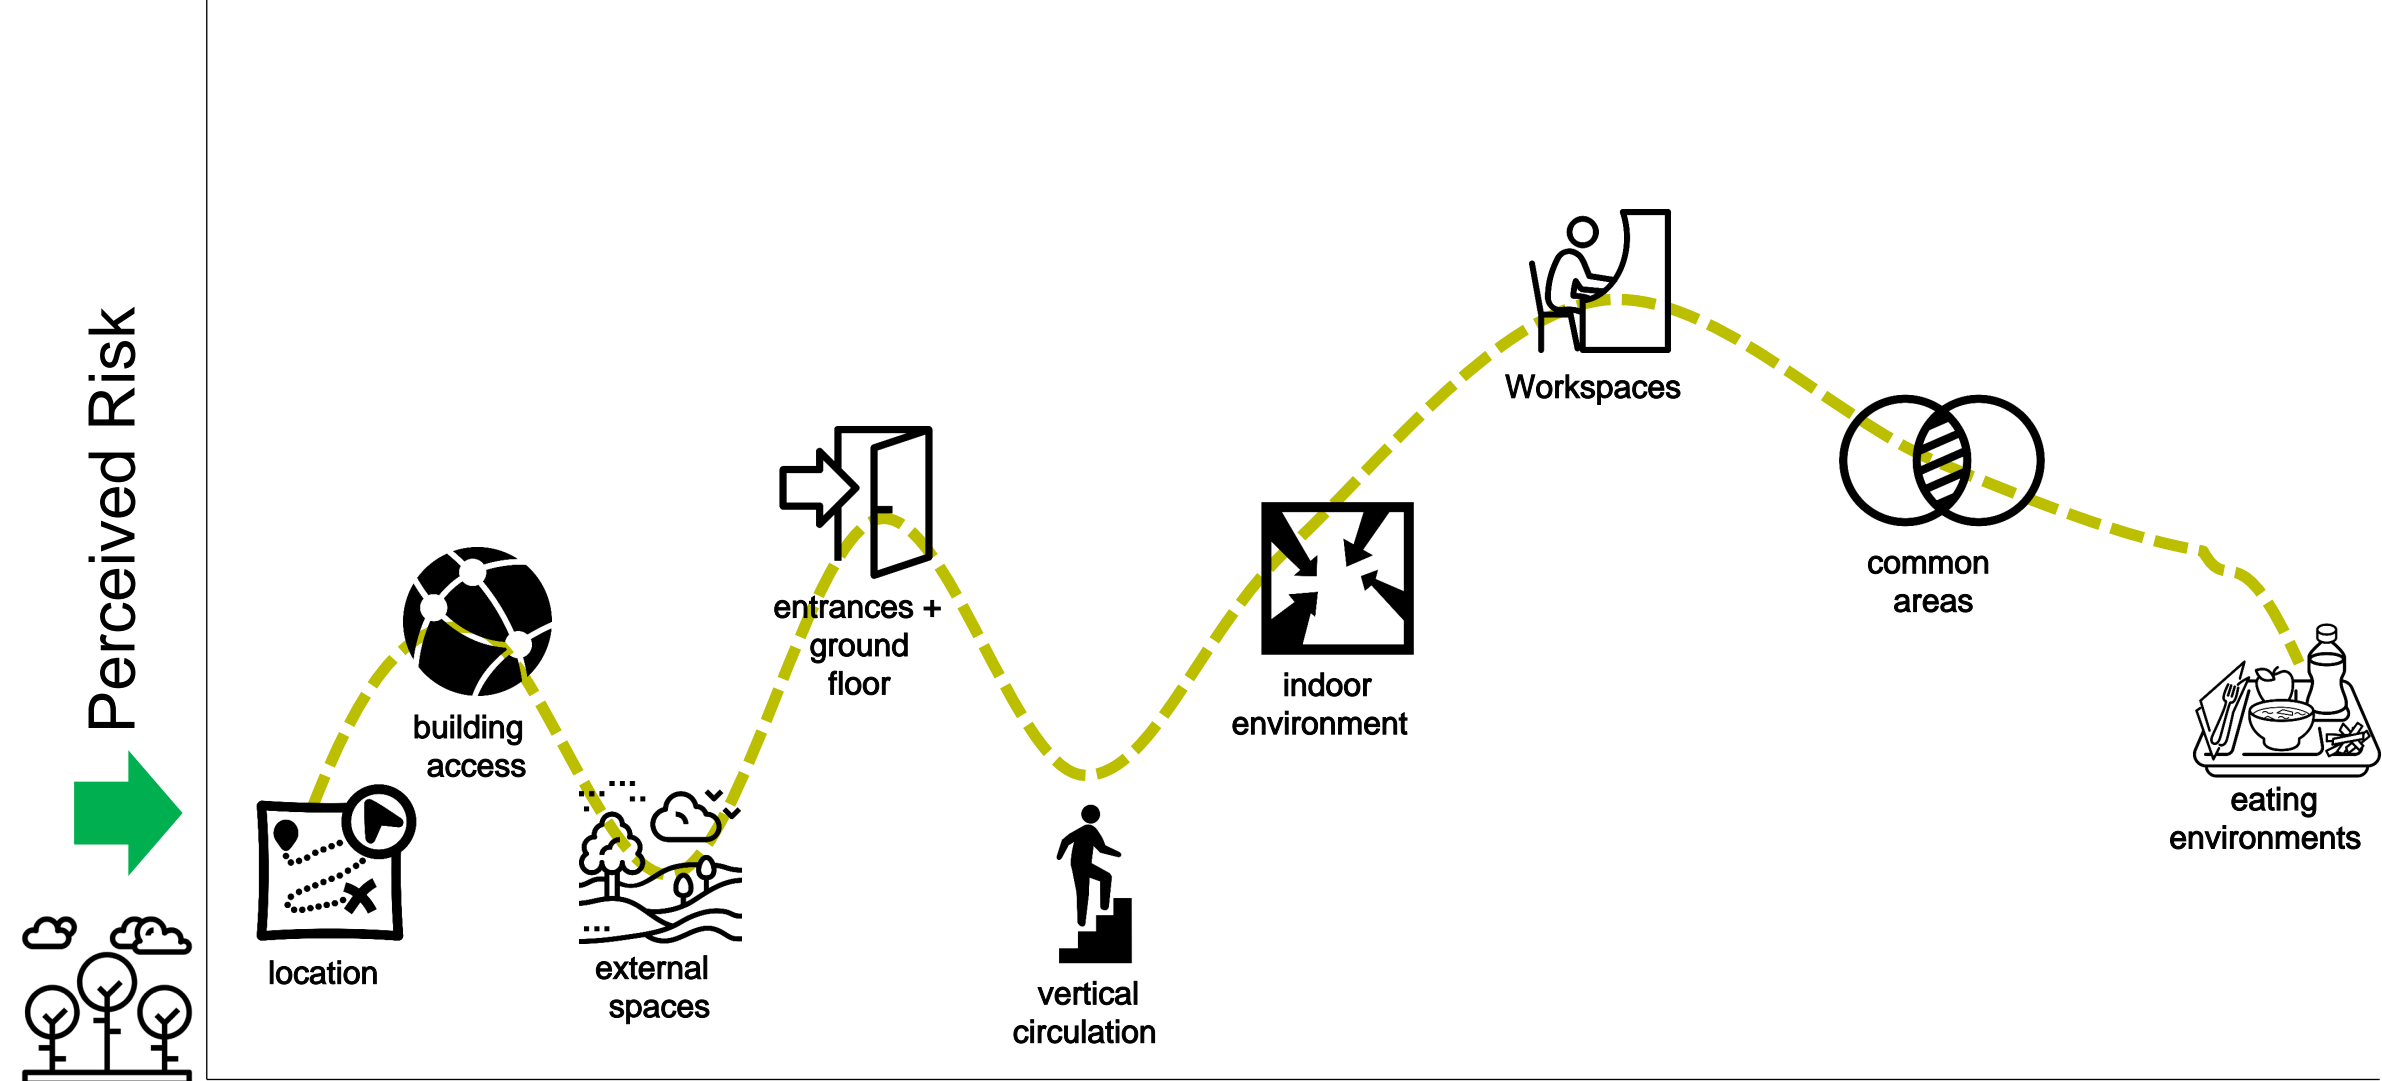 Perceived Risk
location
building
access
external
spaces
entrances +
ground
floor
vertical
circulation
indoor
environment
Workspaces
common
areas
eating
environments